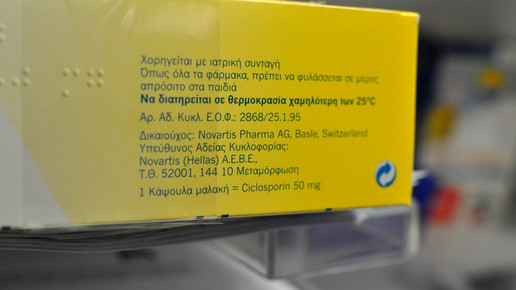 Χορηγείται με ιατρική συνταγή
Όπως όλα τα φάρμακα, πρέπει να φυλάσσεται σε μέρος
απρόσιτο στα παιδιά
Να διατηρείται σε θερμοκρασία χαμηλότερη των 25°C
Αρ. Αδ. Κυκλ. Ε.Ο.Φ.: 2868/25.1.95
Δικαιούχος: Novartis Pharma AG, Basle, Switzerland
Υπεύθυνος Αδείας Κυκλοφορίας:
Novartis (Hellas) A.E.B.E.,
Τ.Θ. 52001, 144 10 Μεταμόρφωση
1 Κάψουλα μαλακή = Ciclosporin 50 mg